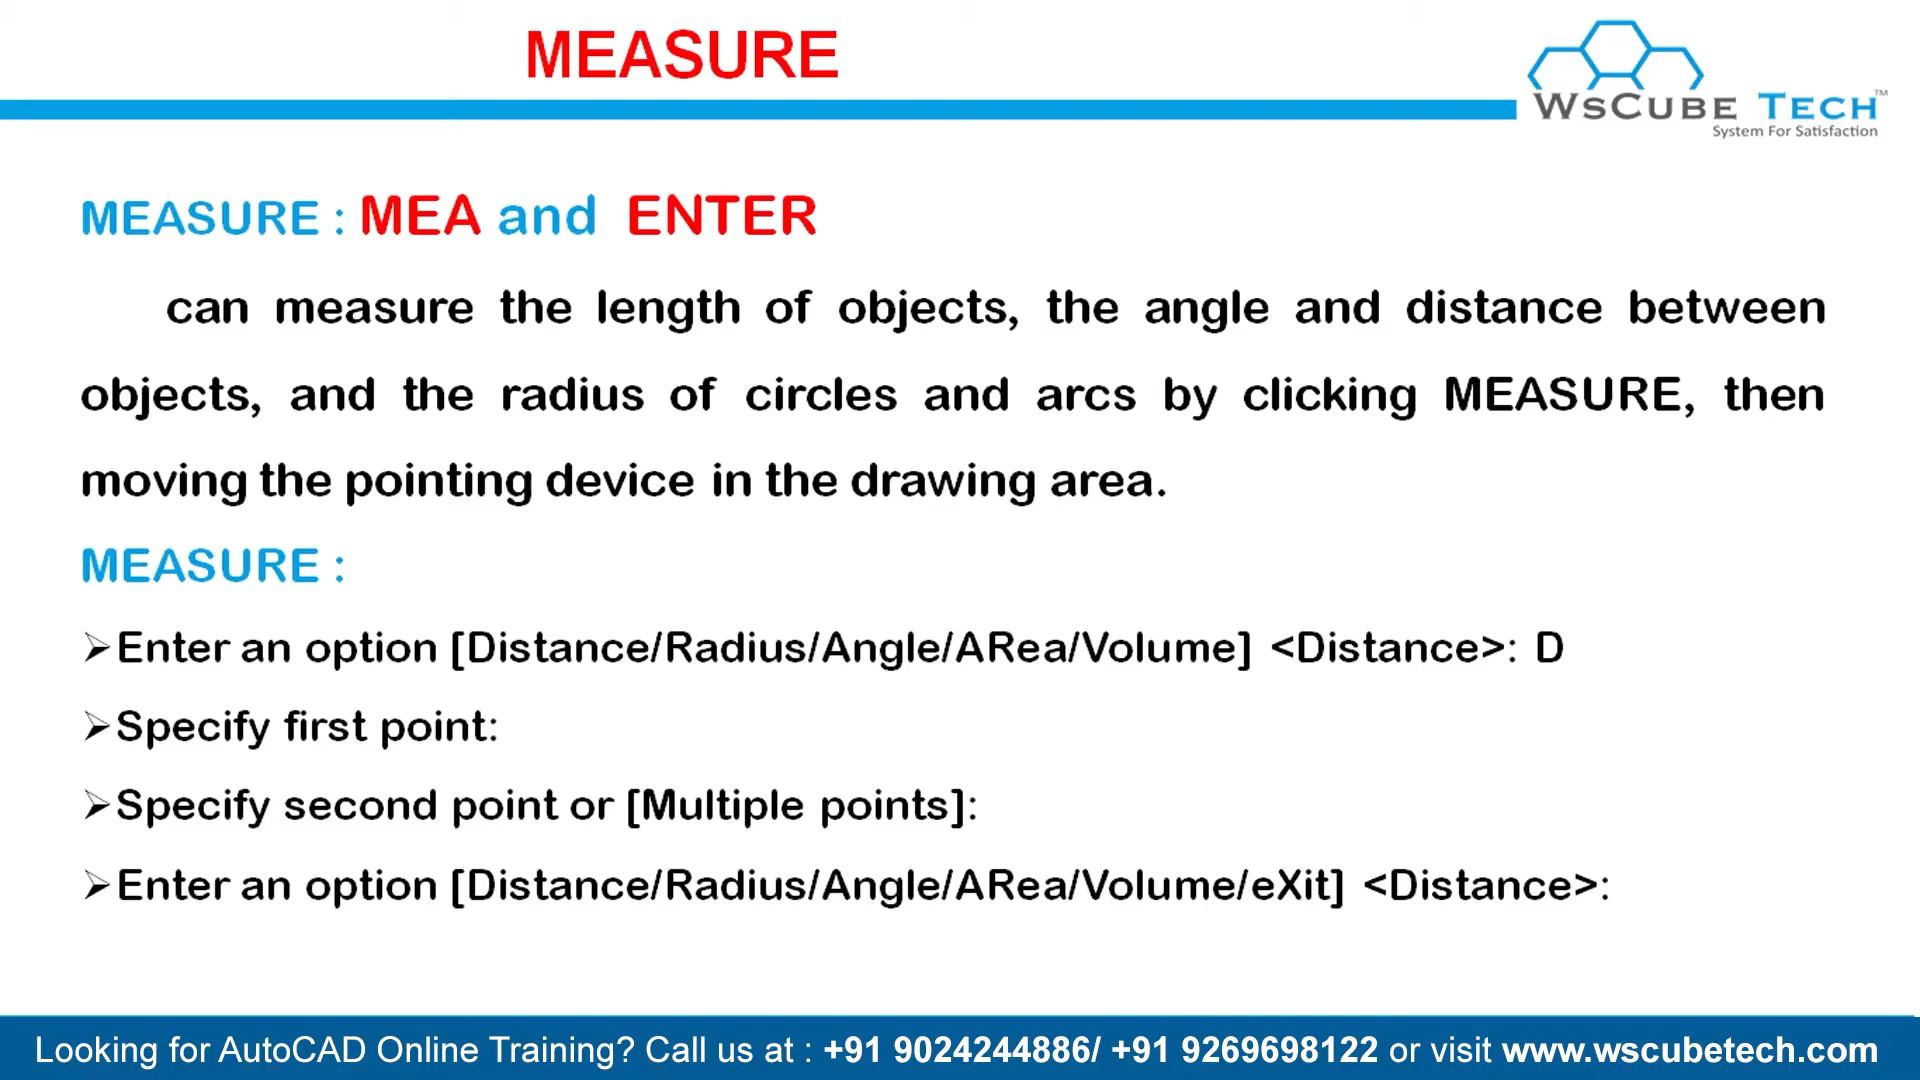 MEASURE
WSCUBE TECH™
System For Satisfaction
MEASURE : MEA and ENTER
can measure the length of objects, the angle and distance between
objects, and the radius of circles and arcs by clicking MEASURE, then
moving the pointing device in the drawing area.
MEASURE :
➢Enter an option [Distance/Radius/Angle/ARea/Volume] <Distance>: D
➢Specify first point:
➢Specify second point or [Multiple points]:
➢Enter an option [Distance/Radius/Angle/ARea/Volume/eXit] <Distance>:
Looking for AutoCAD Online Training? Call us at : +91 9024244886/ +91 9269698122 or visit www.wscubetech.com